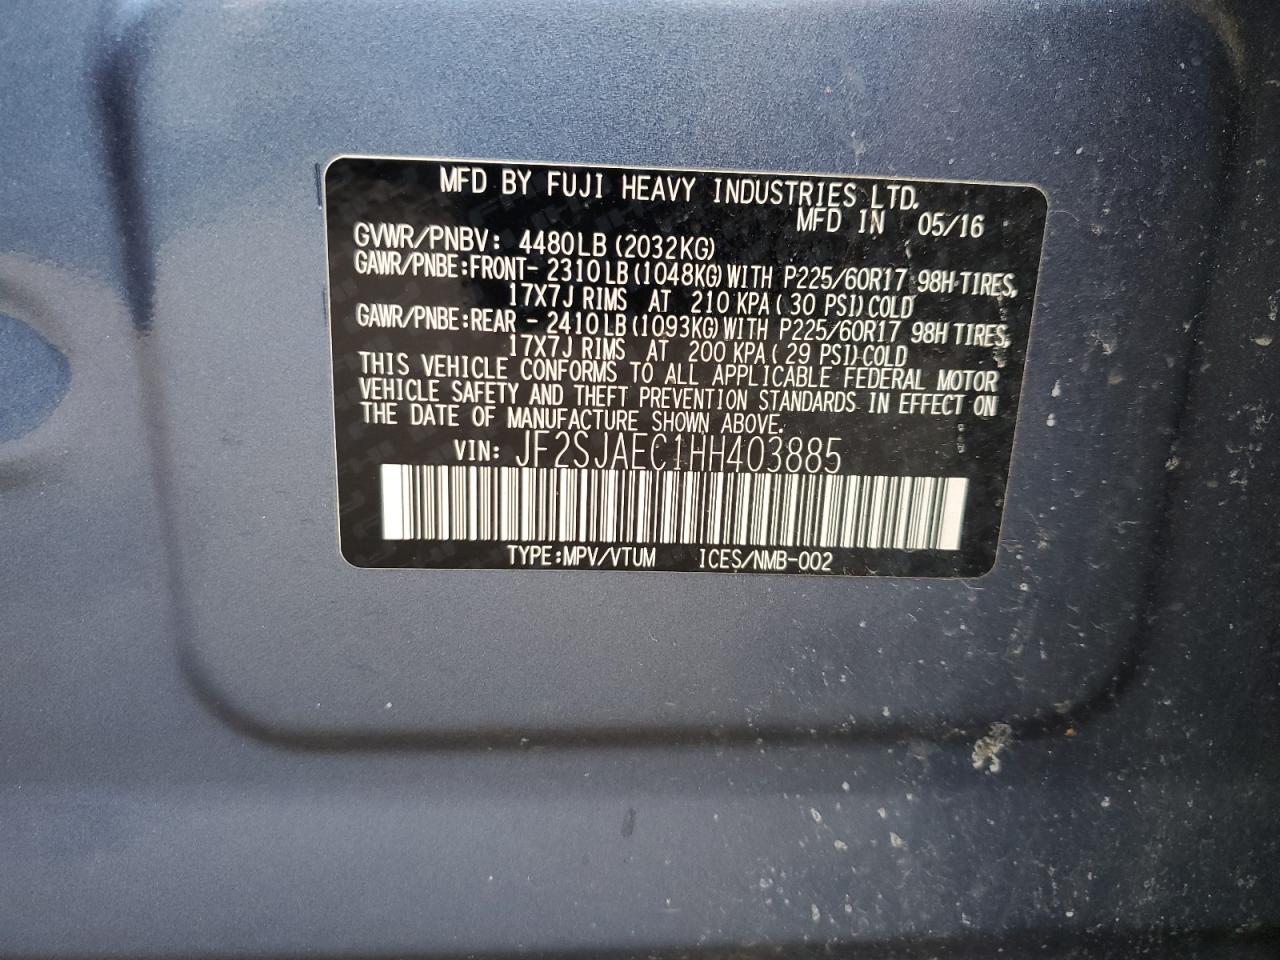 MFD BY FUJI HEAVY INDUSTRIES LTD.
MFD IN 05/16
GVWR/PNBV: 4480LB(2032KG)
GAWR/PNBE:FRONT- 2310LB(1048KG)WITH P225/60R17 98H TIRES,
17X7J RIMS AT 210 KPA( 30 PSI)COLD
GAWR/PNBE:REAR - 2410LB(1093KG)WITH P225/60R17 98H TIRES,
17X7J RIMS AT 200 KPA( 29 PSI)COLD
THIS VEHICLE CONFORMS TO ALL APPLICABLE FEDERAL MOTOR
VEHICLE SAFETY AND THEFT PREVENTION STANDARDS IN EFFECT ON
THE DATE OF MANUFACTURE SHOWN ABOVE.
VIN: JF2SJAEC1HH403885
TYPE:MPV/VTUM ICES/NMB-002